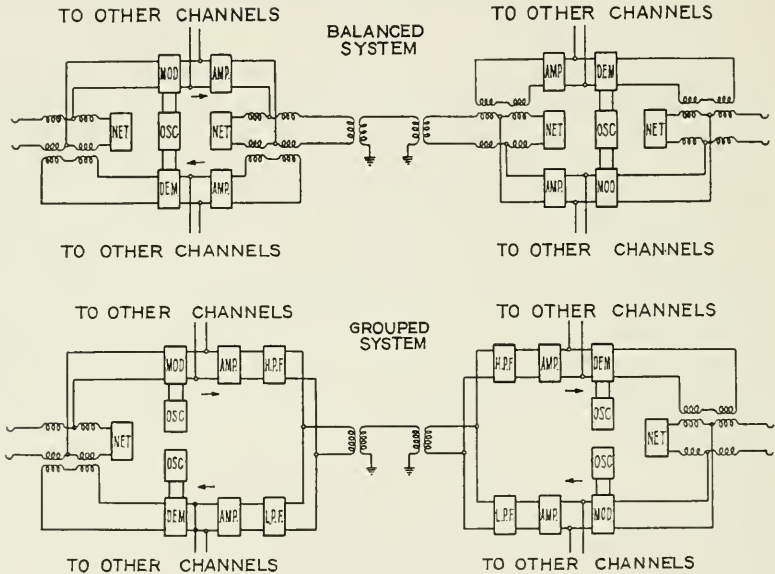 TO OTHER CHANNELS
TO OTHER CHANNELS
BALANCED
SYSTEM
MOD
AMP.
AMP
DEM
NET
OSC
NET
NET
OSC
NET
DEM
AMP.
AMP
MOD
TO OTHER CHANNELS
TO OTHER CHANNELS
TO OTHER CHANNELS
TO OTHER CHANNELS
GROUPED
SYSTEM
MOD
AMP.
H.P.F
H.P.F
AMP.
DEM
OSC
OSC
NET
NET
OSC
OSC
DEM
AMP.
L.P.F.
L.P.F
AMP.
MOD
TO OTHER CHANNELS
TO OTHER CHANNELS